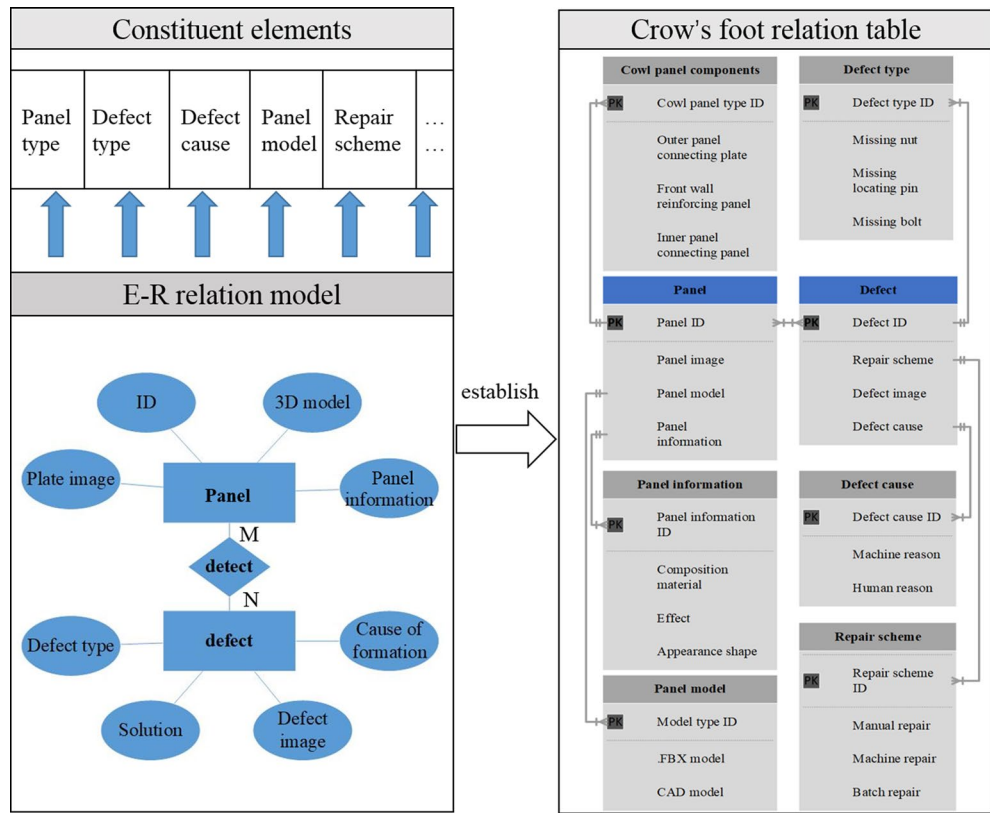 Constituent elements
Panel
type
Defect
type
Defect
cause
Panel
model
Repair
scheme
…
…
E-R relation model
ID
3D model
Plate image
Panel
information
Panel
M
detect
N
defect
Defect type
Cause of
formation
Solution
Defect
image
establish
Crow's foot relation table
Cowl panel components
PK
Cowl panel type ID
Outer panel
connecting plate
Front wall
reinforcing panel
Inner panel
connecting panel
Defect type
PK
Defect type ID
Missing nut
Missing
locating pin
Missing bolt
Panel
PK
Panel ID
Panel image
Panel model
Panel
information
Defect
PK
Defect ID
Repair scheme
Defect image
Defect cause
Panel information
PK
Panel information
ID
Composition
material
Effect
Appearance shape
Defect cause
PK
Defect cause ID
Machine reason
Human reason
Panel model
PK
Model type ID
.FBX model
CAD model
Repair scheme
PK
Repair scheme
ID
Manual repair
Machine repair
Batch repair